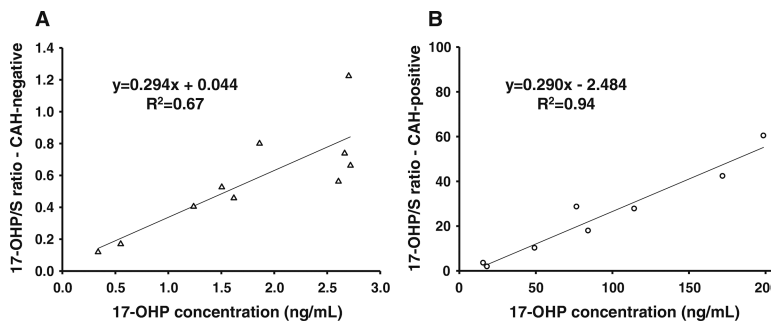 A
17-OHP/S ratio - CAH-negative
1.4
1.2
1.0
0.8
0.6
0.4
0.2
0.0
y=0.294x + 0.044
R²=0.67
0.0 0.5 1.0 1.5 2.0 2.5 3.0
17-OHP concentration (ng/mL)
B
17-OHP/S ratio - CAH-positive
100
80
60
40
20
0
y=0.290x - 2.484
R²=0.94
0 50 100 150 200
17-OHP concentration (ng/mL)